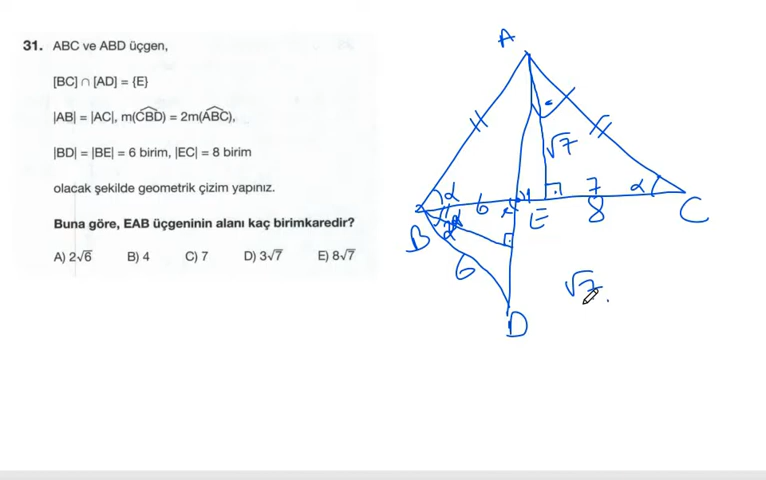 31. ABC ve ABD üçgen,
[BC] ∩ [AD] = {E}
|AB| = |AC|, m(CBD) = 2m(ABC),
|BD| = |BE| = 6 birim, |EC| = 8 birim
olacak şekilde geometrik çizim yapınız.
Buna göre, EAB üçgeninin alanı kaç birimkaredir?
A) 2√6 B) 4 C) 7 D) 3√7 E) 8√7
A
√7
α
6
1
7
α
B
α
E
8
C
6
√7
D